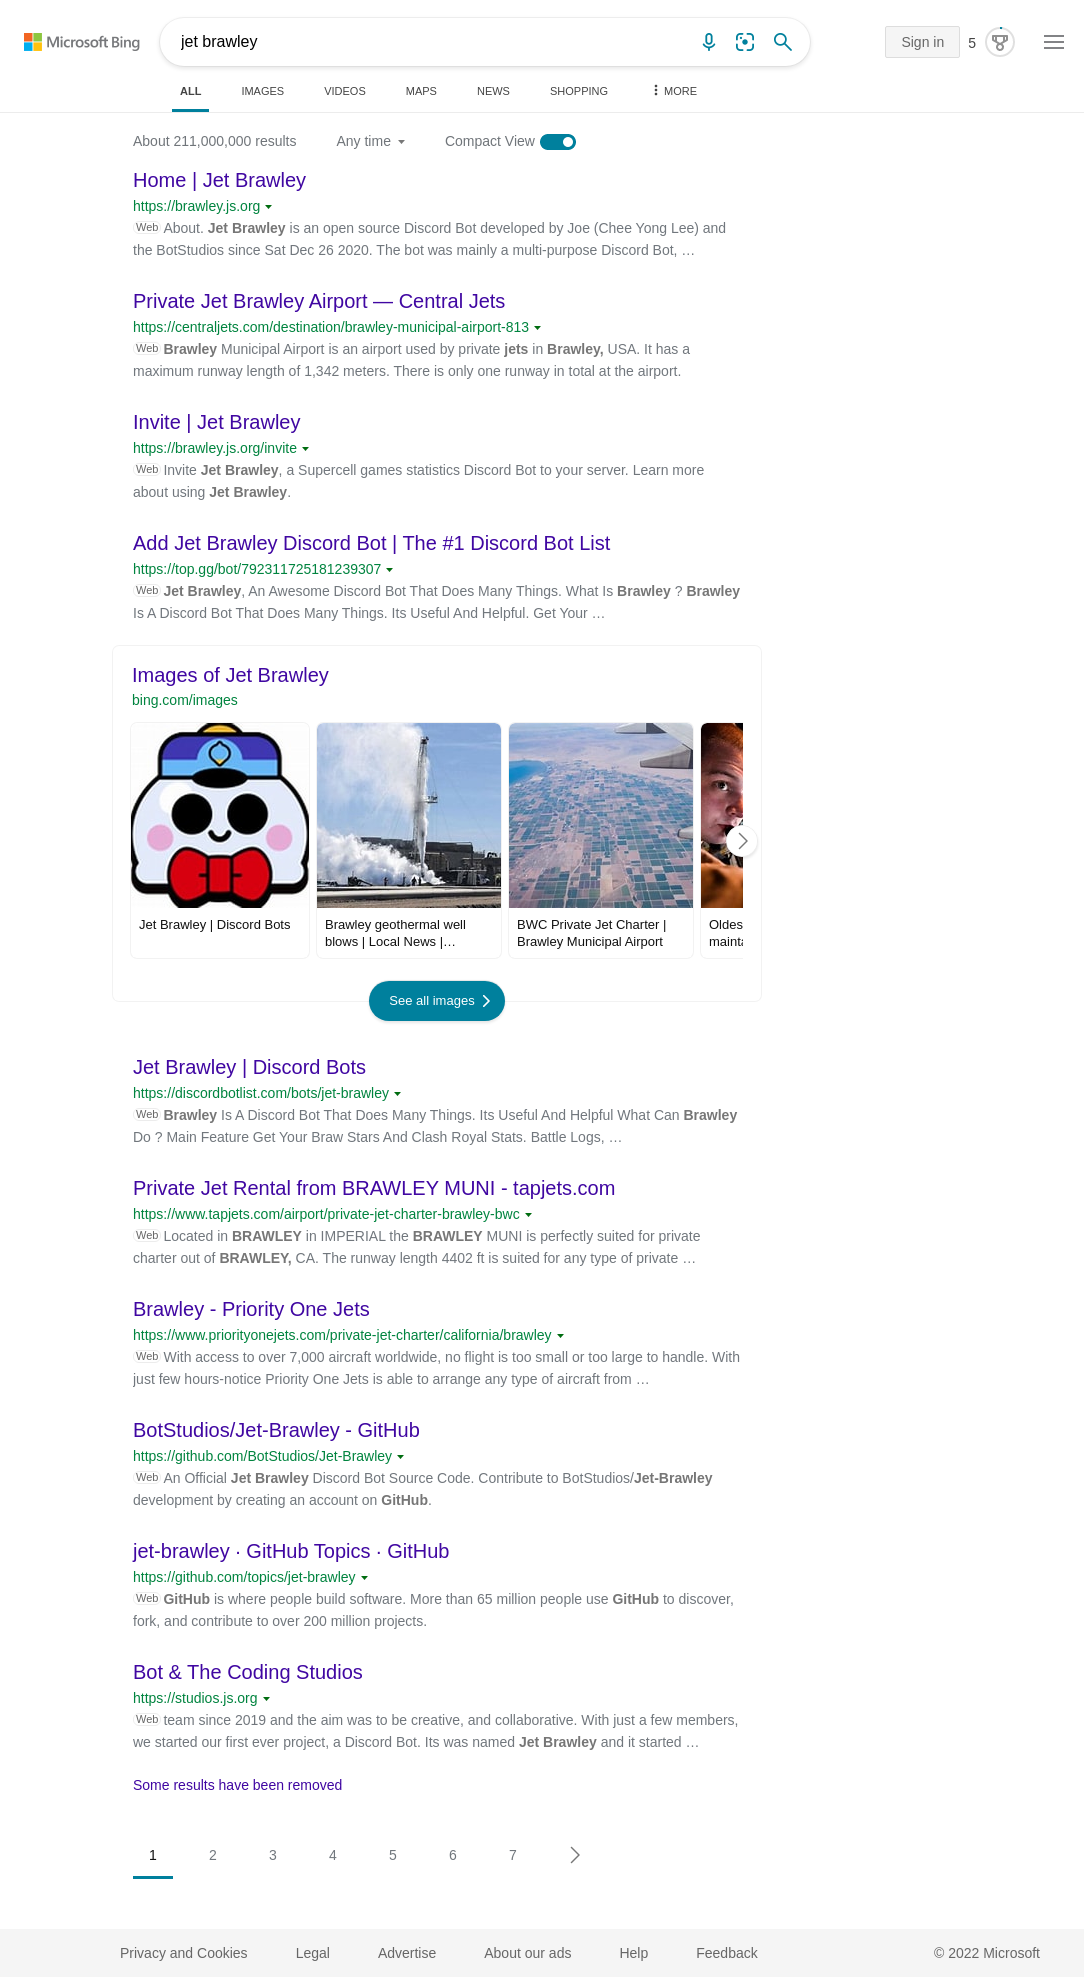 Microsoft Bing
jet brawley
Sign in
5
ALL
IMAGES
VIDEOS
MAPS
NEWS
SHOPPING
MORE
About 211,000,000 results
Any time
Compact View
Home | Jet Brawley
https://brawley.js.org
Web About. Jet Brawley is an open source Discord Bot developed by Joe (Chee Yong Lee) and
the BotStudios since Sat Dec 26 2020. The bot was mainly a multi-purpose Discord Bot, …
Private Jet Brawley Airport — Central Jets
https://centraljets.com/destination/brawley-municipal-airport-813
Web Brawley Municipal Airport is an airport used by private jets in Brawley, USA. It has a
maximum runway length of 1,342 meters. There is only one runway in total at the airport.
Invite | Jet Brawley
https://brawley.js.org/invite
Web Invite Jet Brawley, a Supercell games statistics Discord Bot to your server. Learn more
about using Jet Brawley.
Add Jet Brawley Discord Bot | The #1 Discord Bot List
https://top.gg/bot/792311725181239307
Web Jet Brawley, An Awesome Discord Bot That Does Many Things. What Is Brawley ? Brawley
Is A Discord Bot That Does Many Things. Its Useful And Helpful. Get Your …
Images of Jet Brawley
bing.com/images
Jet Brawley | Discord Bots
Brawley geothermal well
blows | Local News |…
BWC Private Jet Charter |
Brawley Municipal Airport
Oldes
mainta
See all images
Jet Brawley | Discord Bots
https://discordbotlist.com/bots/jet-brawley
Web Brawley Is A Discord Bot That Does Many Things. Its Useful And Helpful What Can Brawley
Do ? Main Feature Get Your Braw Stars And Clash Royal Stats. Battle Logs, …
Private Jet Rental from BRAWLEY MUNI - tapjets.com
https://www.tapjets.com/airport/private-jet-charter-brawley-bwc
Web Located in BRAWLEY in IMPERIAL the BRAWLEY MUNI is perfectly suited for private
charter out of BRAWLEY, CA. The runway length 4402 ft is suited for any type of private …
Brawley - Priority One Jets
https://www.priorityonejets.com/private-jet-charter/california/brawley
Web With access to over 7,000 aircraft worldwide, no flight is too small or too large to handle. With
just few hours-notice Priority One Jets is able to arrange any type of aircraft from …
BotStudios/Jet-Brawley - GitHub
https://github.com/BotStudios/Jet-Brawley
Web An Official Jet Brawley Discord Bot Source Code. Contribute to BotStudios/Jet-Brawley
development by creating an account on GitHub.
jet-brawley · GitHub Topics · GitHub
https://github.com/topics/jet-brawley
Web GitHub is where people build software. More than 65 million people use GitHub to discover,
fork, and contribute to over 200 million projects.
Bot & The Coding Studios
https://studios.js.org
Web team since 2019 and the aim was to be creative, and collaborative. With just a few members,
we started our first ever project, a Discord Bot. Its was named Jet Brawley and it started …
Some results have been removed
1 2 3 4 5 6 7
Privacy and Cookies
Legal
Advertise
About our ads
Help
Feedback
© 2022 Microsoft